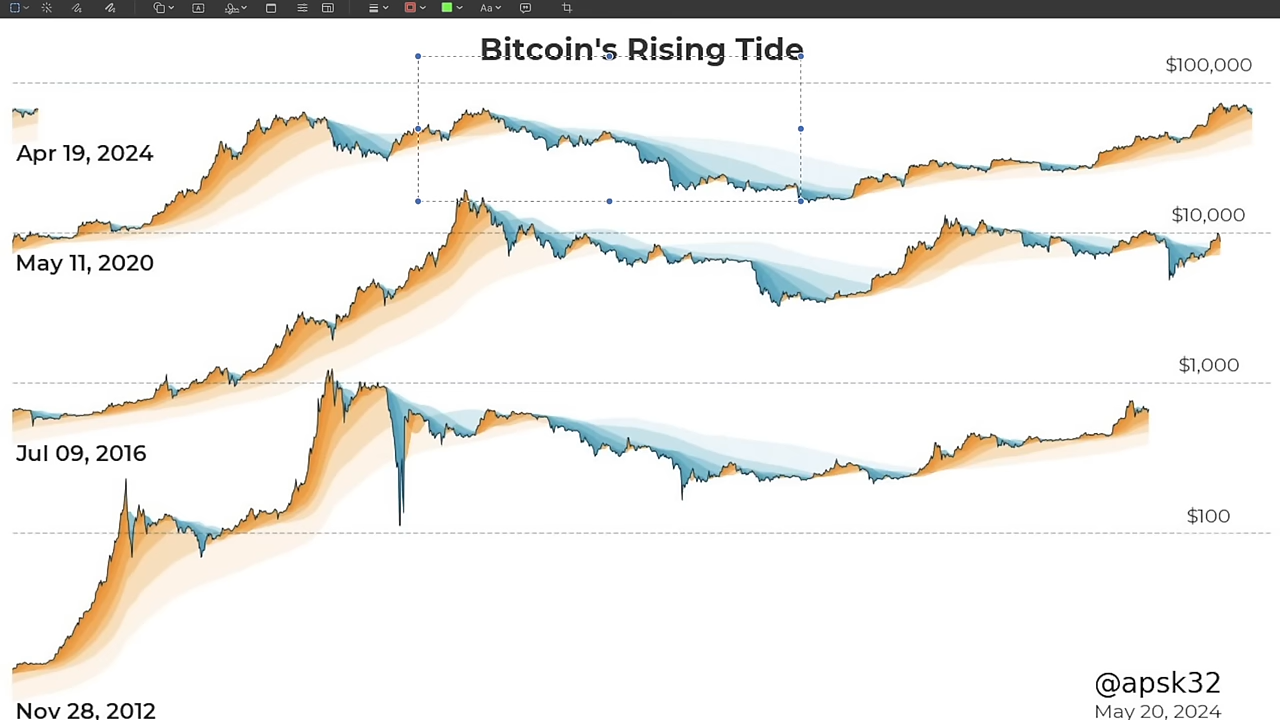 Aa
Bitcoin's Rising Tide
$100,000
Apr 19, 2024
$10,000
May 11, 2020
$1,000
Jul 09, 2016
$100
@apsk32
Nov 28, 2012
May 20, 2024